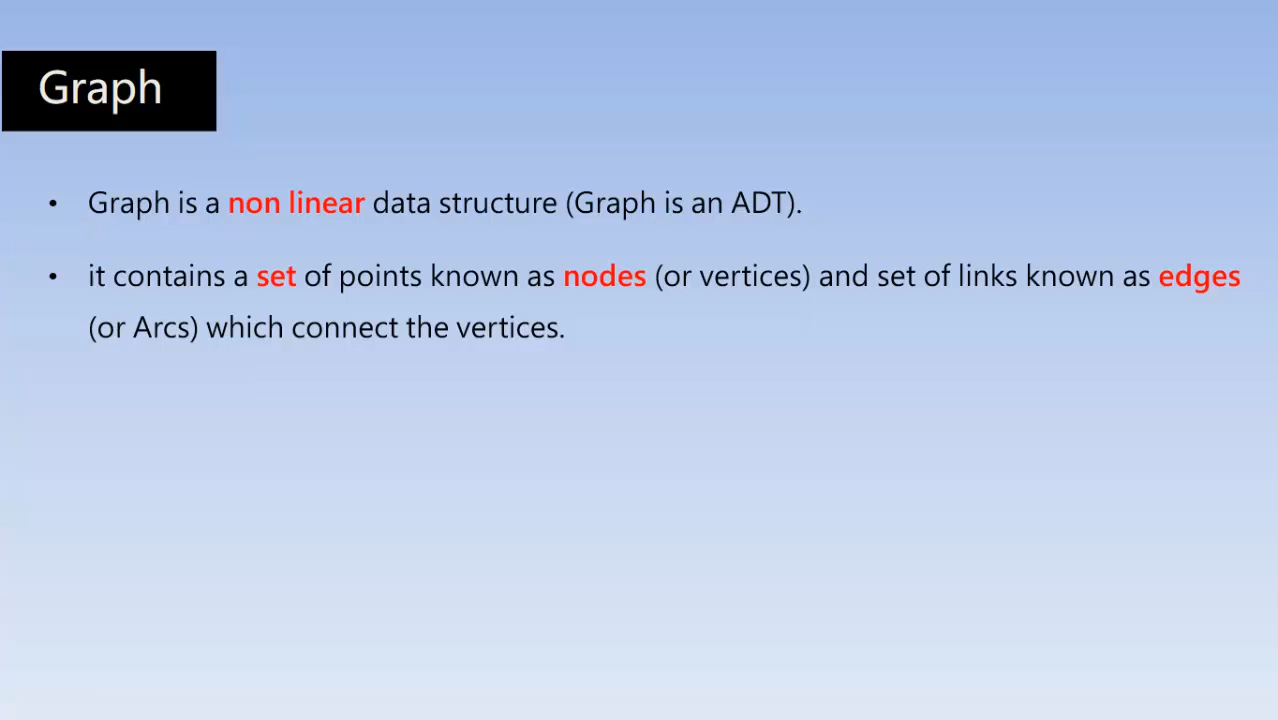 Graph
• Graph is a non linear data structure (Graph is an ADT).
• it contains a set of points known as nodes (or vertices) and set of links known as edges
(or Arcs) which connect the vertices.